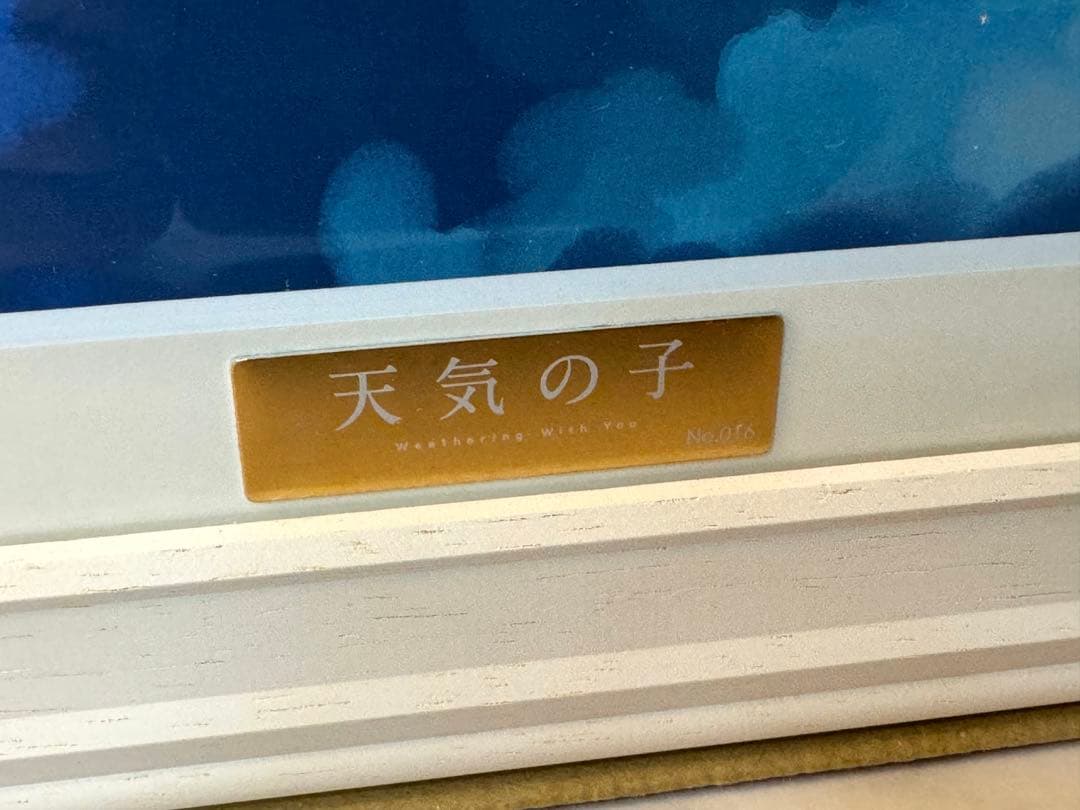 天気の子
Weathering With You
No.016